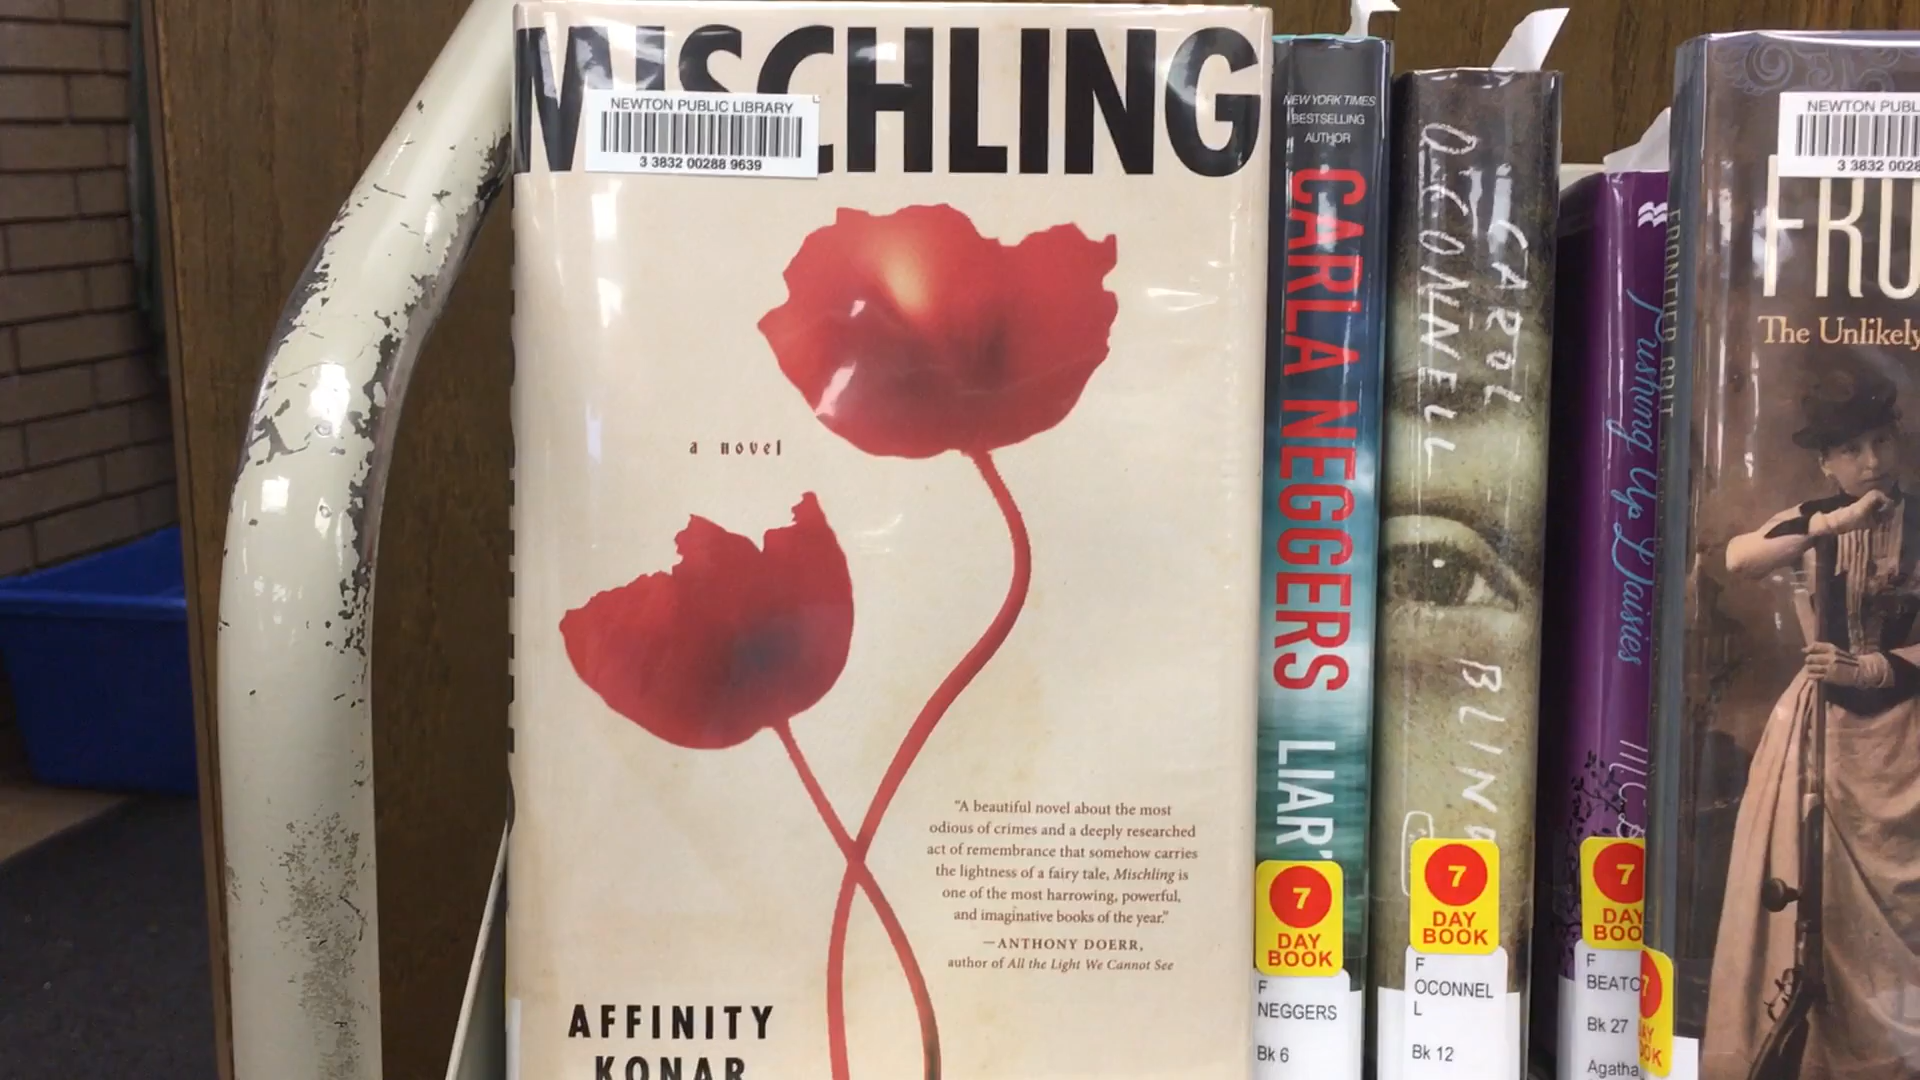 MISCHLING
NEWTON PUBLIC LIBRARY
3 3832 00288 9639
a novel
"A beautiful novel about the most
odious of crimes and a deeply researched
act of remembrance that somehow carries
the lightness of a fairy tale, Mischling is
one of the most harrowing, powerful,
and imaginative books of the year."
—ANTHONY DOERR,
author of All the Light We Cannot See
AFFINITY
KONAR
NEW YORK TIMES
BESTSELLING
AUTHOR
CARLA NEGGERS
LIAR'
7
DAY
BOOK
F
NEGGERS
Bk 6
CAROL
O'CONNELL
BLIND
7
DAY
BOOK
F
OCONNEL
L
Bk 12
Pushing Up Daisies
M.C.
7
DAY
BOOK
F
BEATO
Bk 27
Agatha
FRONTIER GRIT
7
NEWTON PUBL
3 3832 0028
FRO
The Unlikely